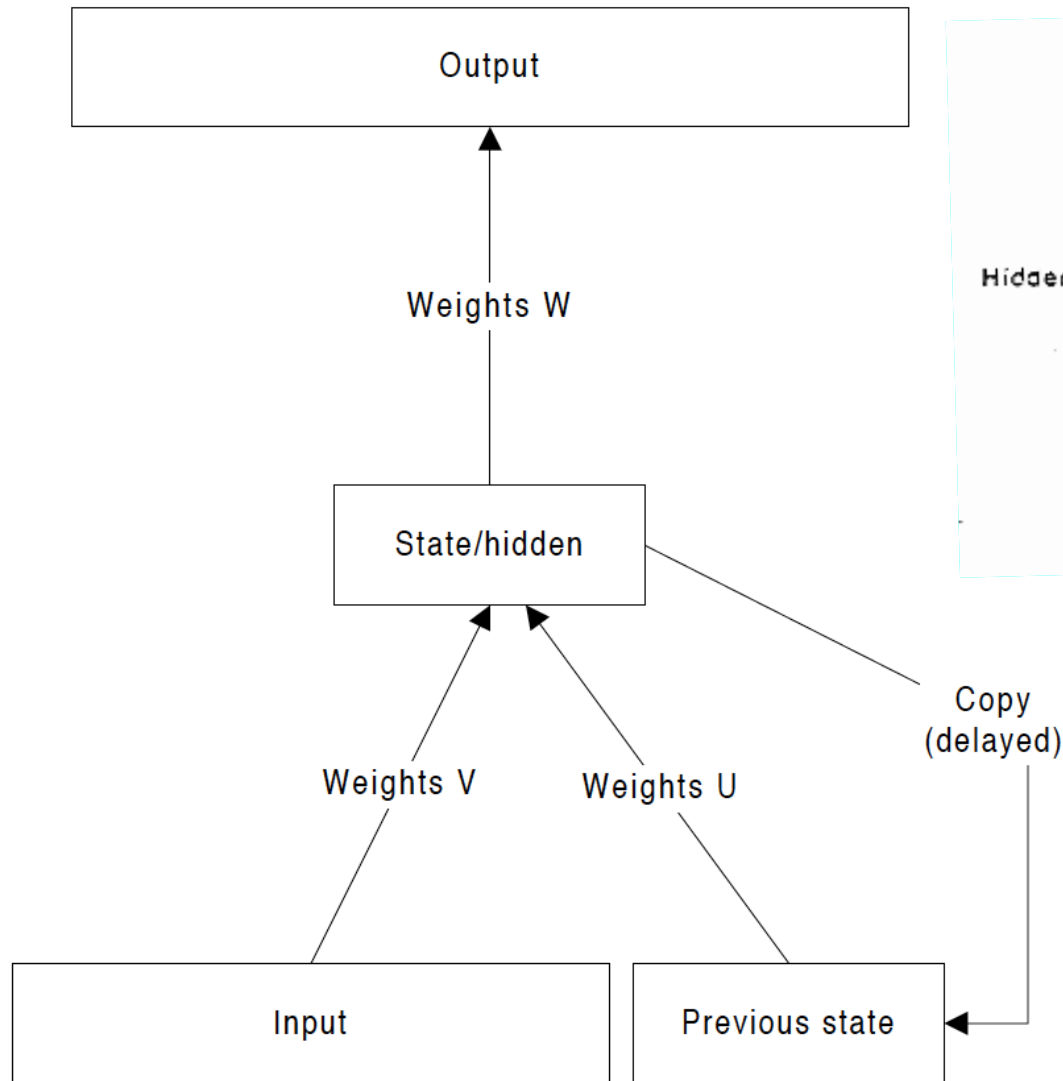 Output
Weights W
State/hidden
Copy
(delayed)
Weights V
Weights U
Input
Previous state